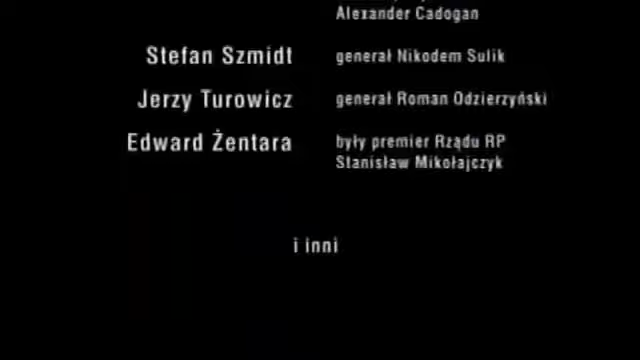 Alexander Cadogan
Stefan Szmidt generał Nikodem Sulik
Jerzy Turowicz generał Roman Odzierzyński
Edward Żentara były premier Rządu RP
Stanisław Mikołajczyk
i inni